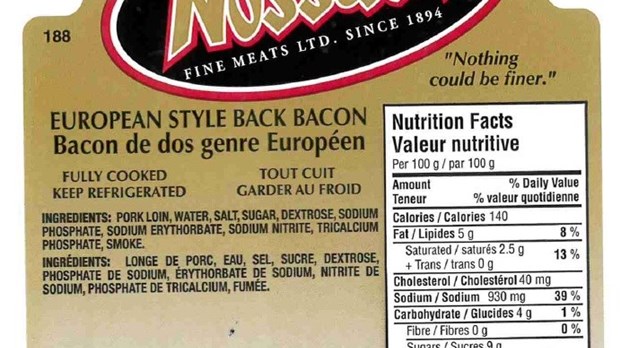 188
FINE MEATS LTD. SINCE 1894
"Nothing
could be finer."
EUROPEAN STYLE BACK BACON
Bacon de dos genre Européen
FULLY COOKED TOUT CUIT
KEEP REFRIGERATED GARDER AU FROID
INGREDIENTS: PORK LOIN, WATER, SALT, SUGAR, DEXTROSE, SODIUM
PHOSPHATE, SODIUM ERYTHORBATE, SODIUM NITRITE, TRICALCIUM
PHOSPHATE, SMOKE.
INGRÉDIENTS: LONGE DE PORC, EAU, SEL, SUCRE, DEXTROSE,
PHOSPHATE DE SODIUM, ÉRYTHORBATE DE SODIUM, NITRITE DE
SODIUM, PHOSPHATE DE TRICALCIUM, FUMÉE.
Nutrition Facts
Valeur nutritive
Per 100 g / par 100 g
Amount % Daily Value
Teneur % valeur quotidienne
Calories / Calories 140
Fat / Lipides 5 g 8 %
Saturated / saturés 2.5 g
+ Trans / trans 0 g 13 %
Cholesterol / Cholestérol 40 mg
Sodium / Sodium 930 mg 39 %
Carbohydrate / Glucides 4 g 1 %
Fibre / Fibres 0 g 0 %
Sugars / Sucres 9 g